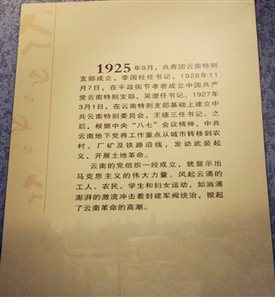 1925年9月，共青团云南特别
支部成立，李国柱任书记。1926年11
月7日，在平政街节孝巷成立中国共产
党云南特别支部，吴澄任书记。1927年
3月1日，在云南特别支部基础上建立中
共云南特别委员会，王德三任书记。之
后，根据中央“八七”会议精神，中共
云南地下党将工作重点从城市转移到农
村、厂矿及铁路沿线，发动武装起
义，开展土地革命。
云南的党组织一经成立，就显示出
马克思主义的伟大力量。风起云涌的
工人、农民、学生和妇女运动，如汹涌
澎湃的激流冲击着封建军阀统治，掀起
了云南革命的高潮。